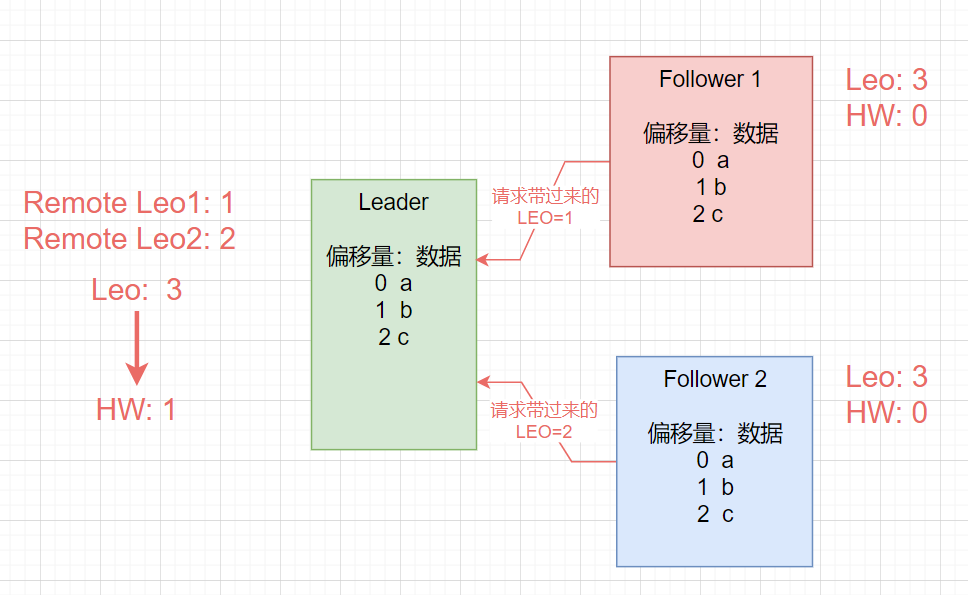 Remote Leo1: 1
Remote Leo2: 2
Leo: 3
HW: 1
Leader
偏移量：数据
0 a
1 b
2 c
请求带过来的
LEO=1
请求带过来的
LEO=2
Follower 1
偏移量：数据
0 a
1 b
2 c
Leo: 3
HW: 0
Follower 2
偏移量：数据
0 a
1 b
2 c
Leo: 3
HW: 0